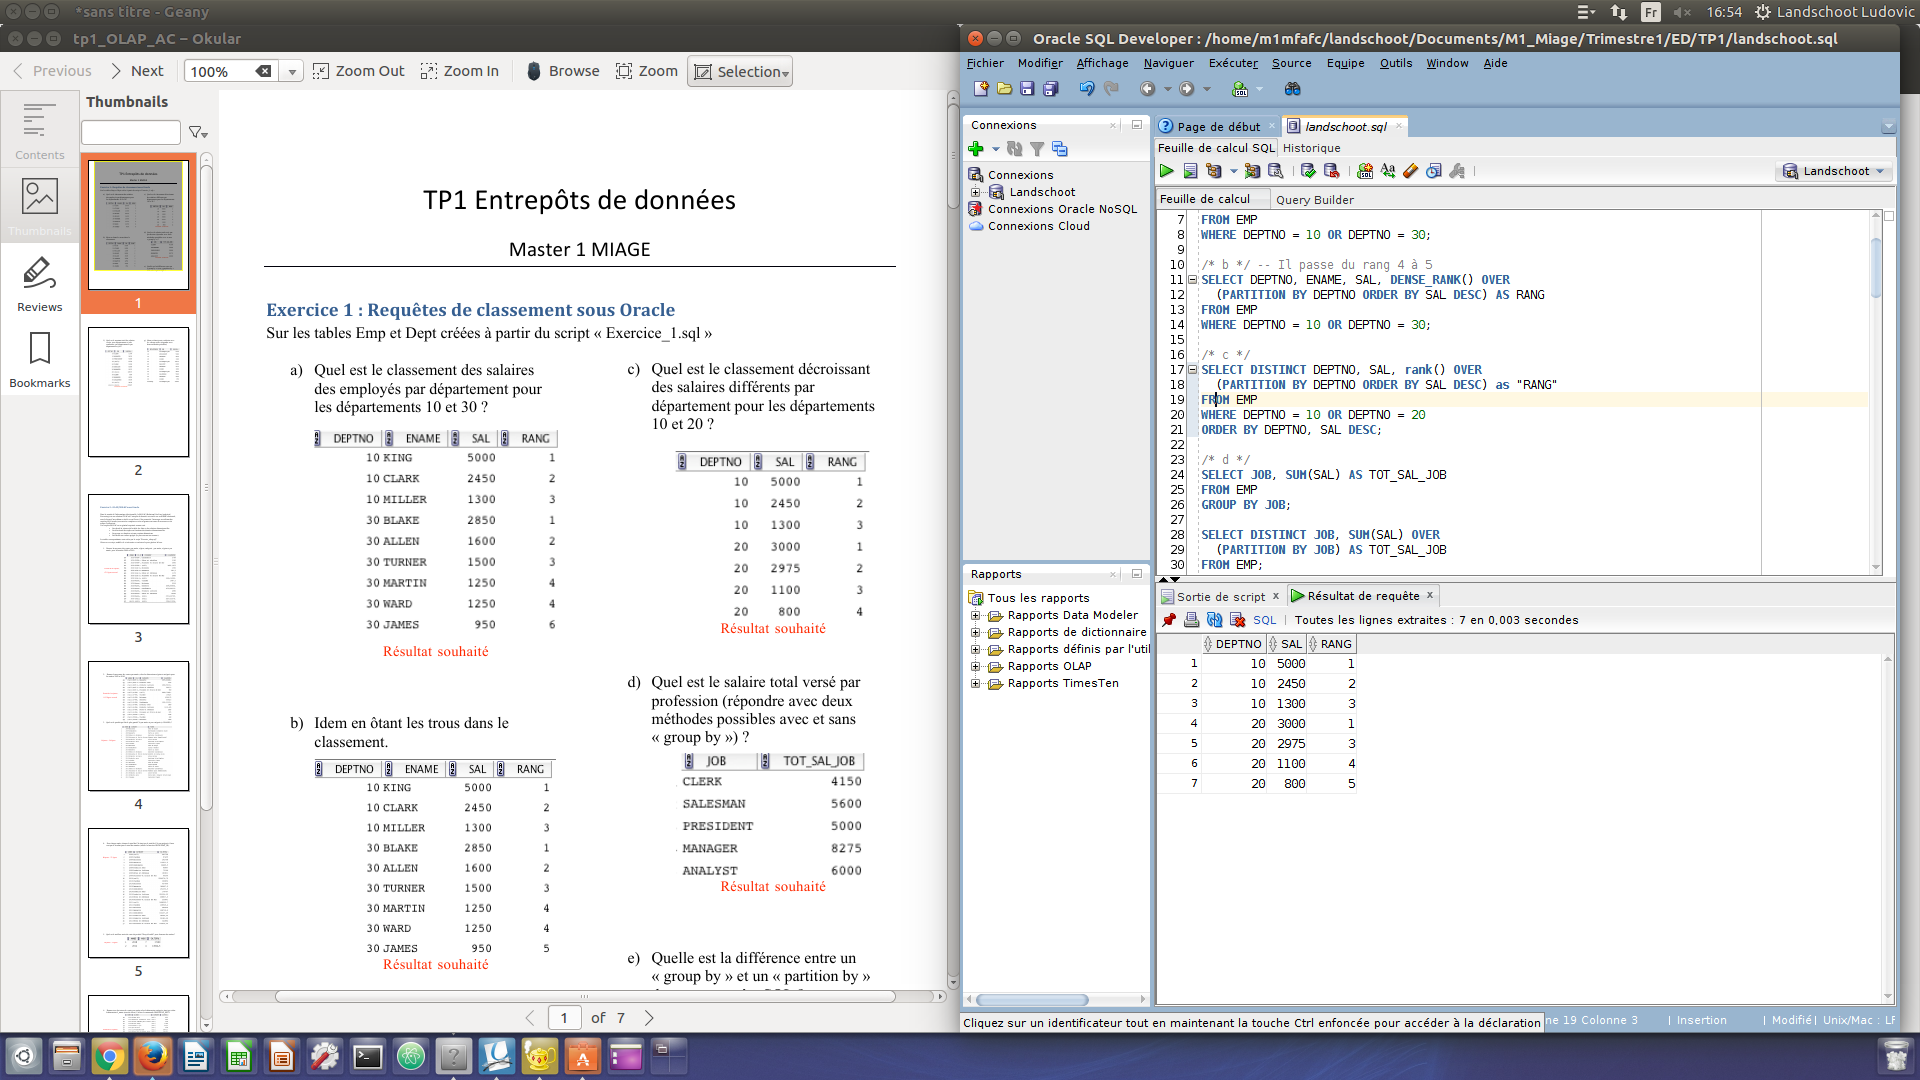 *sans titre - Geany
Fr
16:54
Landschoot Ludovic
tp1_OLAP_AC – Okular
Previous
Next
100%
Zoom Out
Zoom In
Browse
Zoom
Selection
Contents
Thumbnails
Reviews
Bookmarks
Thumbnails
1
2
3
4
5
TP1 Entrepôts de données
Master 1 MIAGE
Exercice 1 : Requêtes de classement sous Oracle
Sur les tables Emp et Dept créées à partir du script « Exercice_1.sql »
a) Quel est le classement des salaires
des employés par département pour
les départements 10 et 30 ?
DEPTNO ENAME SAL RANG
10 KING 5000 1
10 CLARK 2450 2
10 MILLER 1300 3
30 BLAKE 2850 1
30 ALLEN 1600 2
30 TURNER 1500 3
30 MARTIN 1250 4
30 WARD 1250 4
30 JAMES 950 6
Résultat souhaité
b) Idem en ôtant les trous dans le
classement.
DEPTNO ENAME SAL RANG
10 KING 5000 1
10 CLARK 2450 2
10 MILLER 1300 3
30 BLAKE 2850 1
30 ALLEN 1600 2
30 TURNER 1500 3
30 MARTIN 1250 4
30 WARD 1250 4
30 JAMES 950 5
Résultat souhaité
c) Quel est le classement décroissant
des salaires différents par
département pour les départements
10 et 20 ?
DEPTNO SAL RANG
10 5000 1
10 2450 2
10 1300 3
20 3000 1
20 2975 2
20 1100 3
20 800 4
Résultat souhaité
d) Quel est le salaire total versé par
profession (répondre avec deux
méthodes possibles avec et sans
« group by ») ?
JOB TOT_SAL_JOB
CLERK 4150
SALESMAN 5600
PRESIDENT 5000
MANAGER 8275
ANALYST 6000
Résultat souhaité
e) Quelle est la différence entre un
« group by » et un « partition by »
1 of 7
Oracle SQL Developer : /home/m1mfafc/landschoot/Documents/M1_Miage/Trimestre1/ED/TP1/landschoot.sql
Fichier Modifier Affichage Naviguer Exécuter Source Equipe Outils Window Aide
Connexions
Connexions
Landschoot
Connexions Oracle NoSQL
Connexions Cloud
Rapports
Tous les rapports
Rapports Data Modeler
Rapports de dictionnaire
Rapports définis par l'util
Rapports OLAP
Rapports TimesTen
Page de début
landschoot.sql
Feuille de calcul SQL Historique
Landschoot
Feuille de calcul Query Builder
7 FROM EMP
8 WHERE DEPTNO = 10 OR DEPTNO = 30;
9
10 /* b */ -- Il passe du rang 4 à 5
11 SELECT DEPTNO, ENAME, SAL, DENSE_RANK() OVER
12 (PARTITION BY DEPTNO ORDER BY SAL DESC) AS RANG
13 FROM EMP
14 WHERE DEPTNO = 10 OR DEPTNO = 30;
15
16 /* c */
17 SELECT DISTINCT DEPTNO, SAL, rank() OVER
18 (PARTITION BY DEPTNO ORDER BY SAL DESC) as "RANG"
19 FROM EMP
20 WHERE DEPTNO = 10 OR DEPTNO = 20
21 ORDER BY DEPTNO, SAL DESC;
22
23 /* d */
24 SELECT JOB, SUM(SAL) AS TOT_SAL_JOB
25 FROM EMP
26 GROUP BY JOB;
27
28 SELECT DISTINCT JOB, SUM(SAL) OVER
29 (PARTITION BY JOB) AS TOT_SAL_JOB
30 FROM EMP;
Sortie de script
Résultat de requête
SQL | Toutes les lignes extraites : 7 en 0,003 secondes
DEPTNO SAL RANG
1 10 5000 1
2 10 2450 2
3 10 1300 3
4 20 3000 1
5 20 2975 3
6 20 1100 4
7 20 800 5
Cliquez sur un identificateur tout en maintenant la touche Ctrl enfoncée pour accéder à la déclaration
ne 19 Colonne 3 | Insertion | Modifié| Unix/Mac : LF